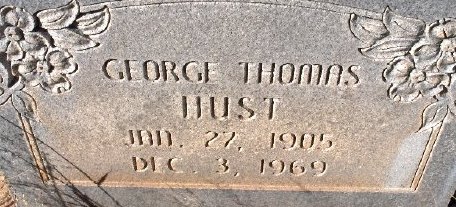 GEORGE THOMAS
HUST
JAN. 27, 1905
DEC. 3, 1969